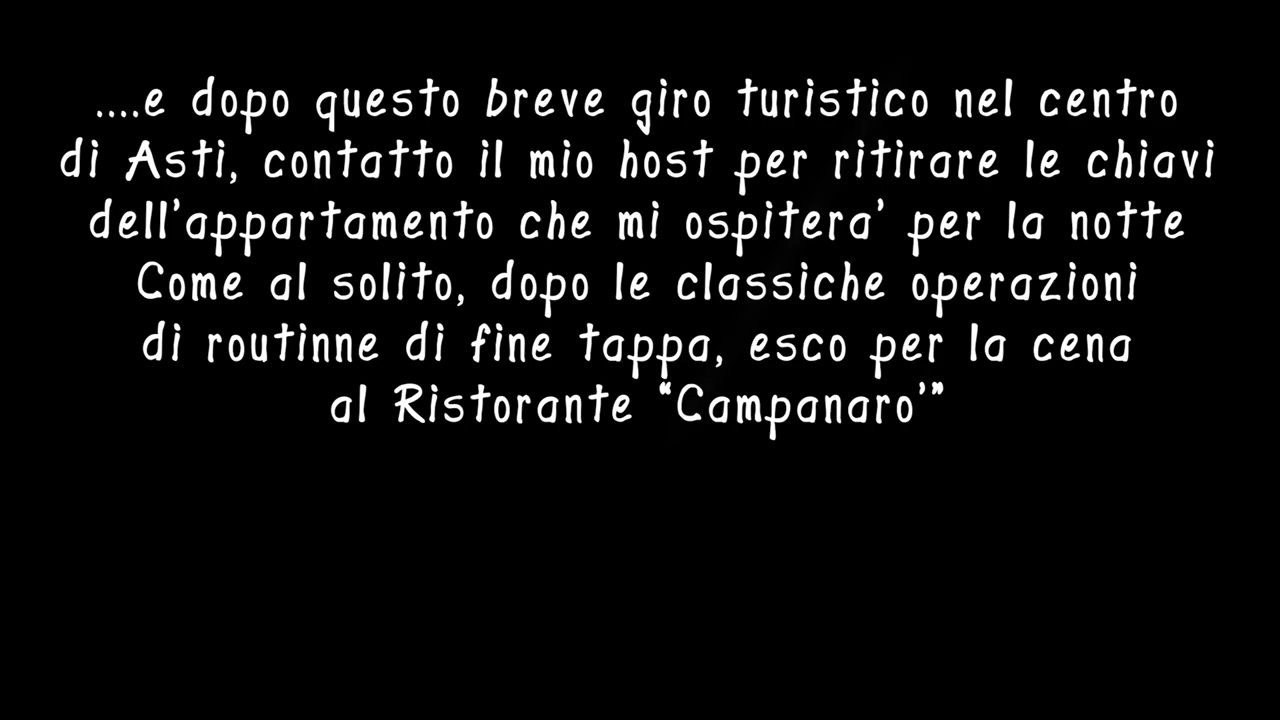 ....e dopo questo breve giro turistico nel centro
di Asti, contatto il mio host per ritirare le chiavi
dell'appartamento che mi ospitera' per la notte
Come al solito, dopo le classiche operazioni
di routinne di fine tappa, esco per la cena
al Ristorante “Campanaro'”